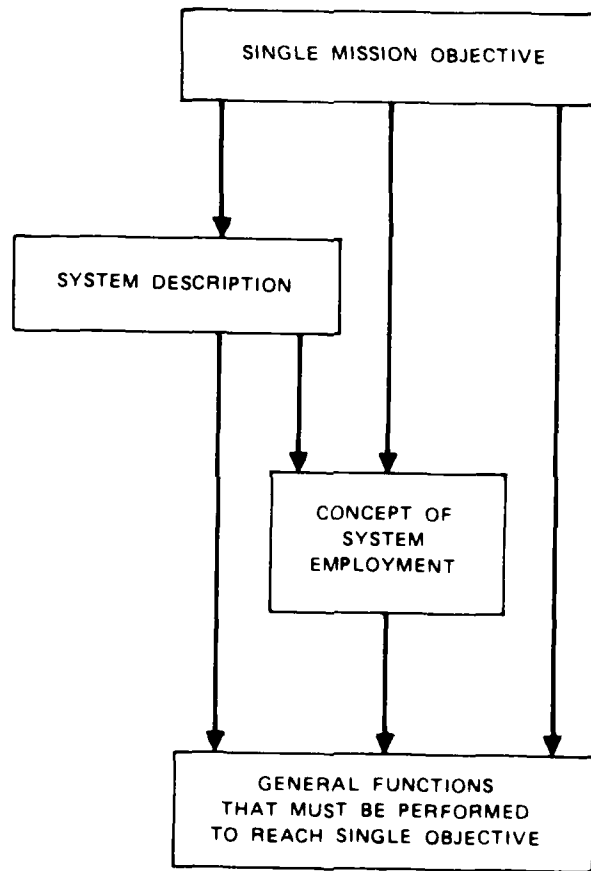 SINGLE MISSION OBJECTIVE
SYSTEM DESCRIPTION
CONCEPT OF
SYSTEM
EMPLOYMENT
GENERAL FUNCTIONS
THAT MUST BE PERFORMED
TO REACH SINGLE OBJECTIVE